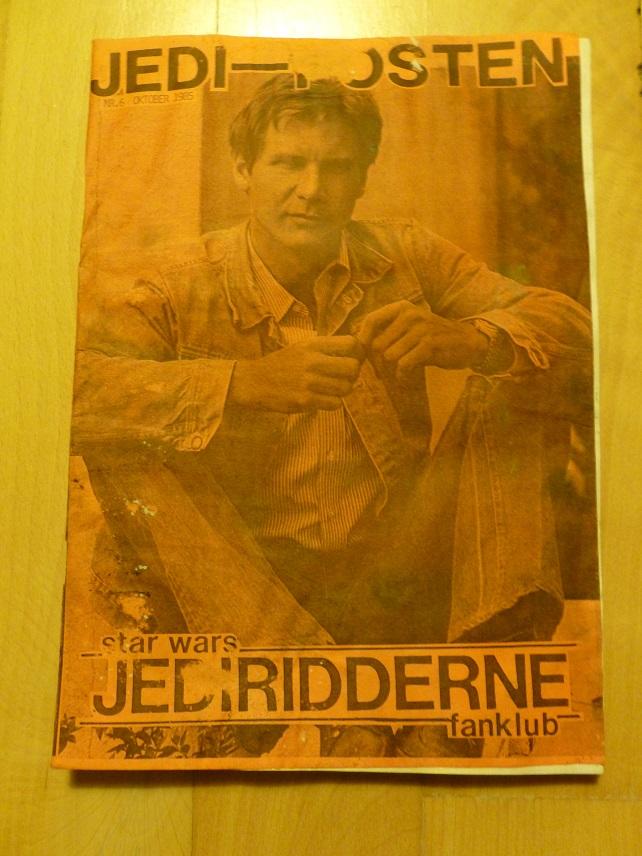 JEDI-POSTEN
NR.6 OKTOBER 1985
star wars
JEDIRIDDERNE
fanklub